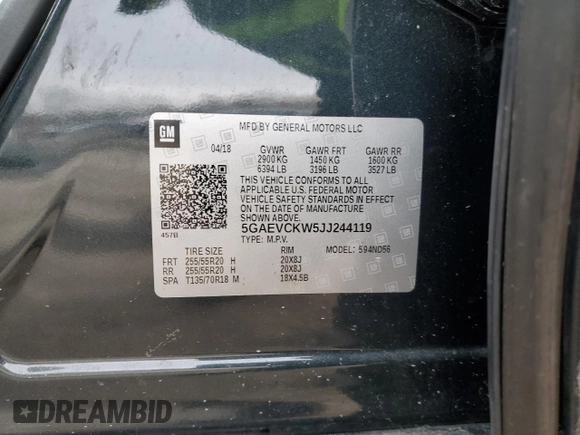 GM
MFD BY GENERAL MOTORS LLC
04/18 GVWR GAWR FRT GAWR RR
2900 KG 1450 KG 1600 KG
6394 LB 3196 LB 3527 LB
THIS VEHICLE CONFORMS TO ALL
APPLICABLE U.S. FEDERAL MOTOR
VEHICLE SAFETY STANDARDS IN EFFECT
ON THE DATE OF MANUFACTURE
SHOWN ABOVE.
457B 5GAEVCKW5JJ244119
TYPE: M.P.V. MODEL: 594ND56
TIRE SIZE RIM
FRT 255/55R20 H 20X8J
RR 255/55R20 H 20X8J
SPA T135/70R18 M 18X4.5B
DREAMBID